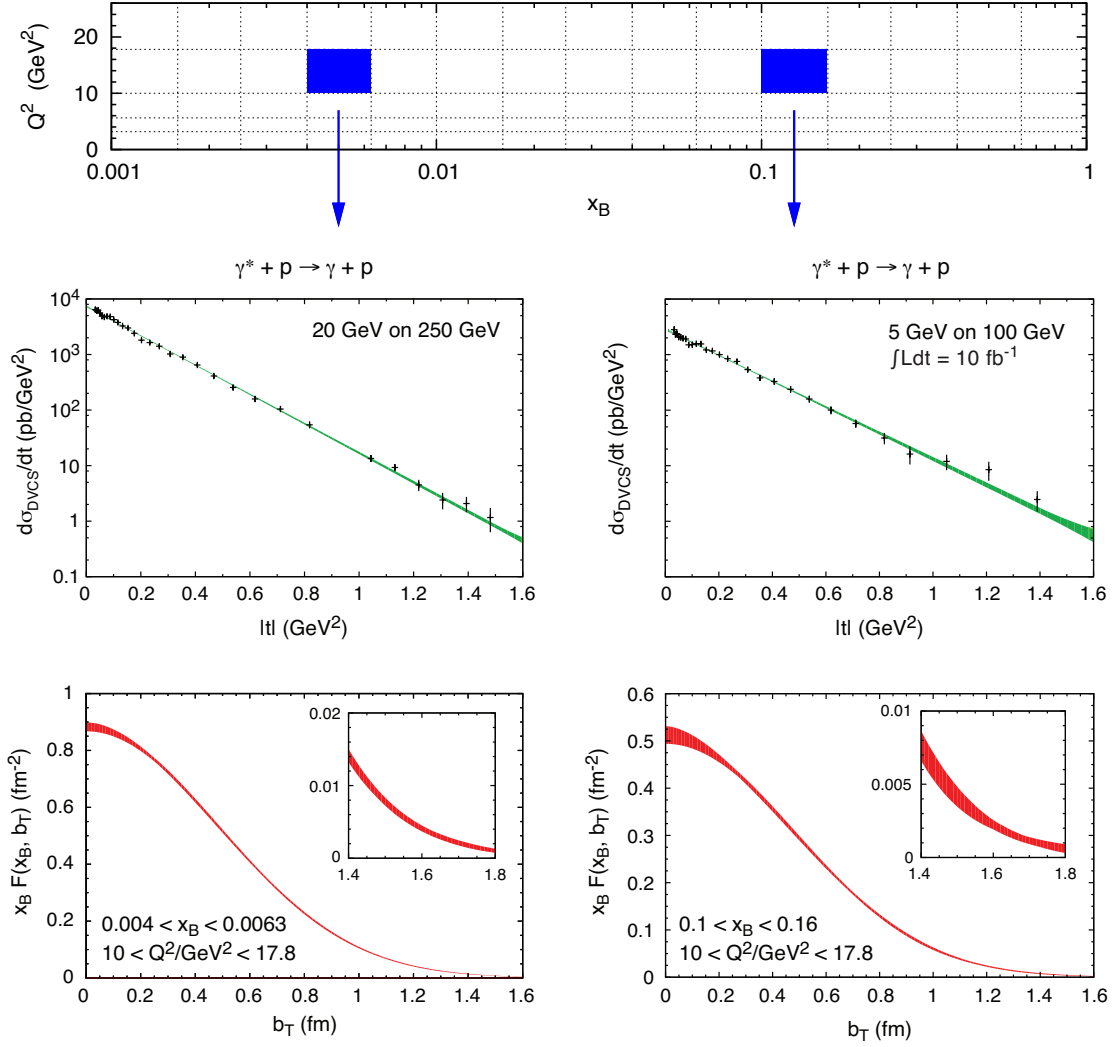 Q² (GeV²)
20
10
0
0.001 0.01 0.1 1
x_B
γ* + p → γ + p
γ* + p → γ + p
dσ_DVCS/dt (pb/GeV²)
10⁴
10³
10²
10
1
0.1
20 GeV on 250 GeV
0 0.2 0.4 0.6 0.8 1 1.2 1.4 1.6
|t| (GeV²)
dσ_DVCS/dt (pb/GeV²)
10⁴
10³
10²
10
1
0.1
5 GeV on 100 GeV
∫Ldt = 10 fb⁻¹
0 0.2 0.4 0.6 0.8 1 1.2 1.4 1.6
|t| (GeV²)
x_B F(x_B, b_T) (fm⁻²)
1
0.8
0.6
0.4
0.2
0
0.02
0.01
0
1.4 1.6 1.8
0.004 < x_B < 0.0063
10 < Q²/GeV² < 17.8
0 0.2 0.4 0.6 0.8 1 1.2 1.4 1.6
b_T (fm)
x_B F(x_B, b_T) (fm⁻²)
0.6
0.5
0.4
0.3
0.2
0.1
0
0.01
0.005
0
1.4 1.6 1.8
0.1 < x_B < 0.16
10 < Q²/GeV² < 17.8
0 0.2 0.4 0.6 0.8 1 1.2 1.4 1.6
b_T (fm)